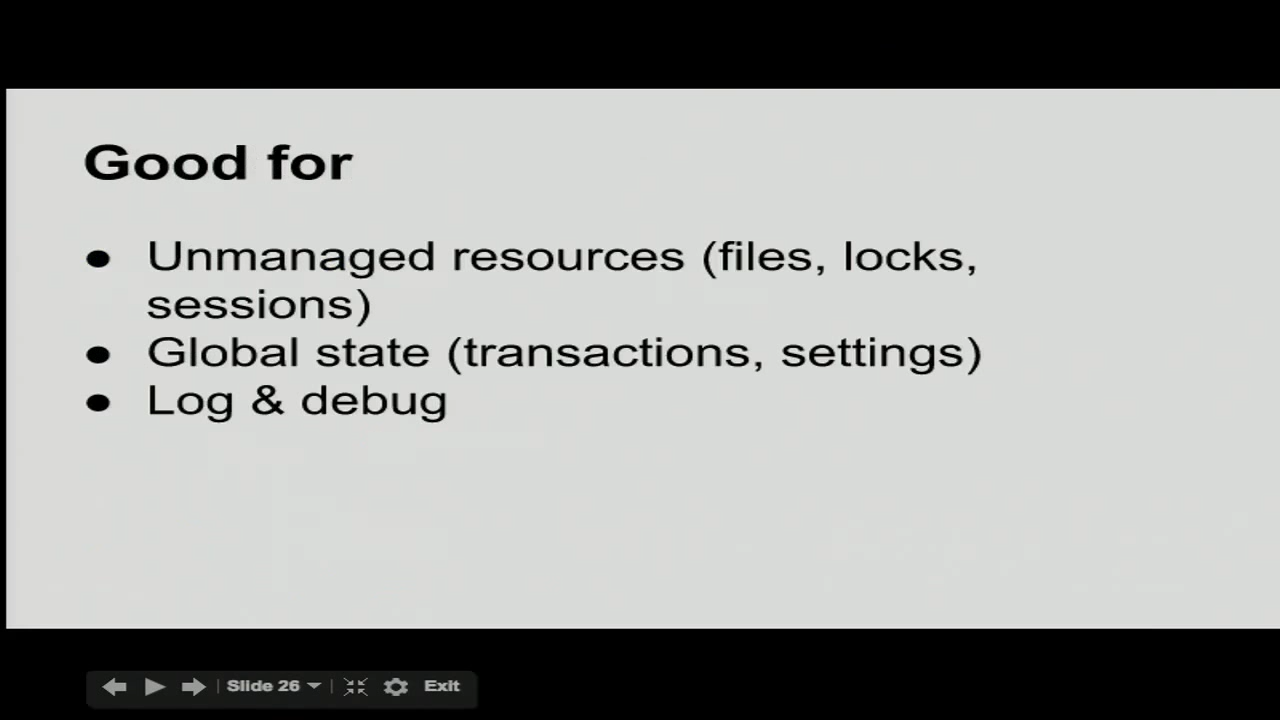 Good for
● Unmanaged resources (files, locks,
sessions)
● Global state (transactions, settings)
● Log & debug
Slide 26
Exit